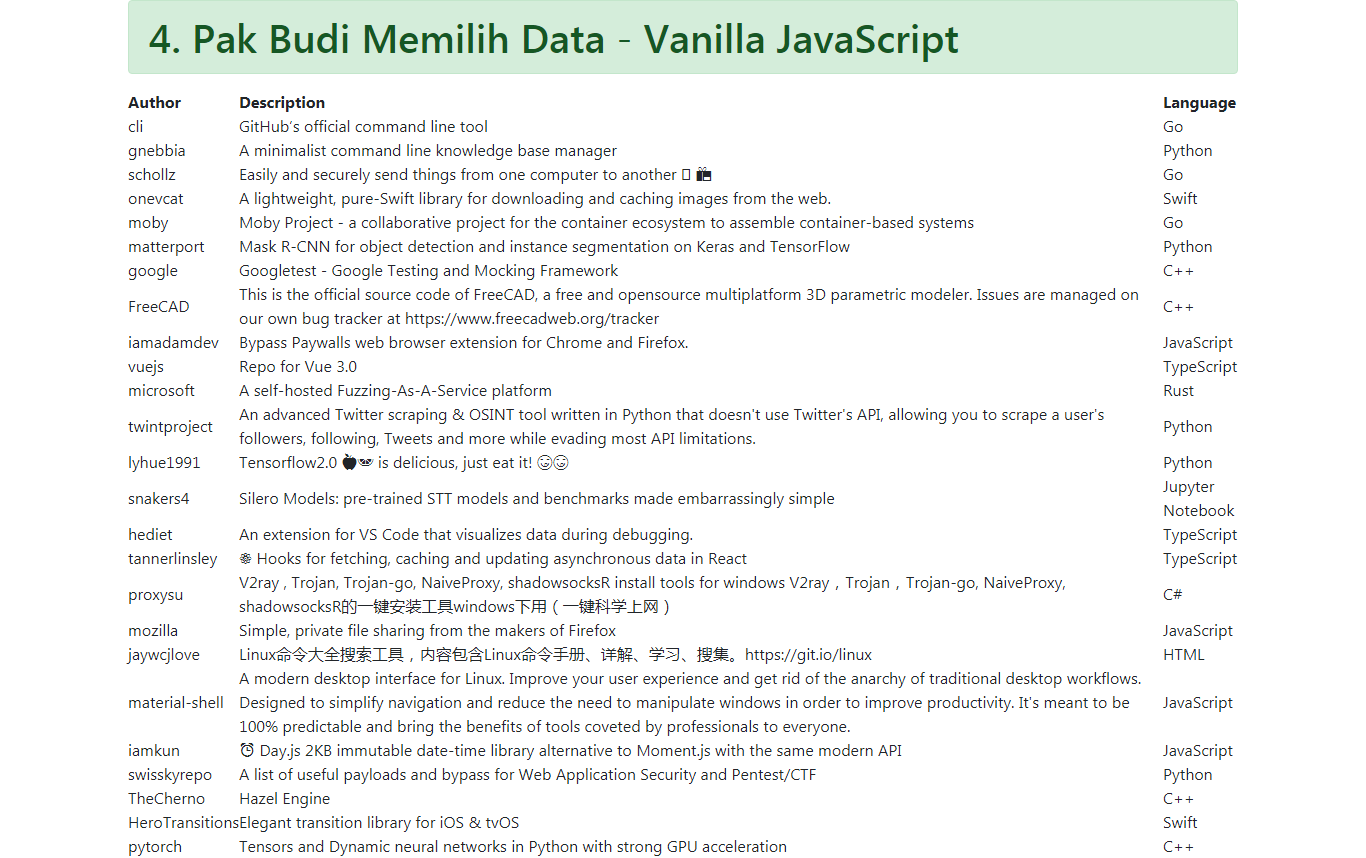 4. Pak Budi Memilih Data - Vanilla JavaScript
Author Description Language
cli GitHub's official command line tool Go
gnebbia A minimalist command line knowledge base manager Python
schollz Easily and securely send things from one computer to another Go
onevcat A lightweight, pure-Swift library for downloading and caching images from the web. Swift
moby Moby Project - a collaborative project for the container ecosystem to assemble container-based systems Go
matterport Mask R-CNN for object detection and instance segmentation on Keras and TensorFlow Python
google Googletest - Google Testing and Mocking Framework C++
FreeCAD This is the official source code of FreeCAD, a free and opensource multiplatform 3D parametric modeler. Issues are managed on
our own bug tracker at https://www.freecadweb.org/tracker C++
iamadamdev Bypass Paywalls web browser extension for Chrome and Firefox. JavaScript
vuejs Repo for Vue 3.0 TypeScript
microsoft A self-hosted Fuzzing-As-A-Service platform Rust
twintproject An advanced Twitter scraping & OSINT tool written in Python that doesn't use Twitter's API, allowing you to scrape a user's
followers, following, Tweets and more while evading most API limitations. Python
lyhue1991 Tensorflow2.0 🍎🍊 is delicious, just eat it! 😋😋 Python
snakers4 Silero Models: pre-trained STT models and benchmarks made embarrassingly simple Jupyter
Notebook
hediet An extension for VS Code that visualizes data during debugging. TypeScript
tannerlinsley ⚛️ Hooks for fetching, caching and updating asynchronous data in React TypeScript
proxysu V2ray , Trojan, Trojan-go, NaiveProxy, shadowsocksR install tools for windows V2ray，Trojan，Trojan-go, NaiveProxy,
shadowsocksR的一键安装工具windows下用（一键科学上网） C#
mozilla Simple, private file sharing from the makers of Firefox JavaScript
jaywcjlove Linux命令大全搜索工具，内容包含Linux命令手册、详解、学习、搜集。https://git.io/linux HTML
A modern desktop interface for Linux. Improve your user experience and get rid of the anarchy of traditional desktop workflows.
material-shell Designed to simplify navigation and reduce the need to manipulate windows in order to improve productivity. It's meant to be JavaScript
100% predictable and bring the benefits of tools coveted by professionals to everyone.
iamkun ⏰ Day.js 2KB immutable date-time library alternative to Moment.js with the same modern API JavaScript
swisskyrepo A list of useful payloads and bypass for Web Application Security and Pentest/CTF Python
TheCherno Hazel Engine C++
HeroTransitions Elegant transition library for iOS & tvOS Swift
pytorch Tensors and Dynamic neural networks in Python with strong GPU acceleration C++